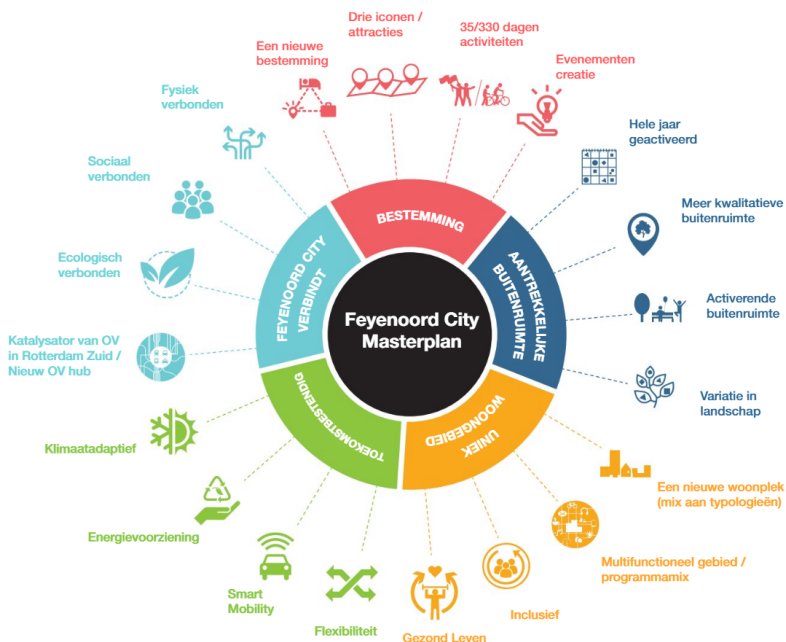 Drie iconen /
attracties
35/330 dagen
activiteiten
Een nieuwe
bestemming
Evenementen
creatie
Fysiek
verbonden
Hele jaar
geactiveerd
Sociaal
verbonden
Meer kwalitatieve
buitenruimte
Ecologisch
verbonden
Activerende
buitenruimte
Katalysator van OV
in Rotterdam Zuid /
Nieuw OV hub
Variatie in
landschap
Klimaatadaptief
Een nieuwe woonplek
(mix aan typologieën)
Energievoorziening
Multifunctioneel gebied /
programmamix
Smart
Mobility
Inclusief
Flexibiliteit
Gezond Leven
BESTEMMING
AANTREKKELIJKE
BUITENRUIMTE
UNIEK
WOONGEBIED
TOEKOMSTBESTENDIG
FEYENOORD CITY
VERBINDT
Feyenoord City
Masterplan